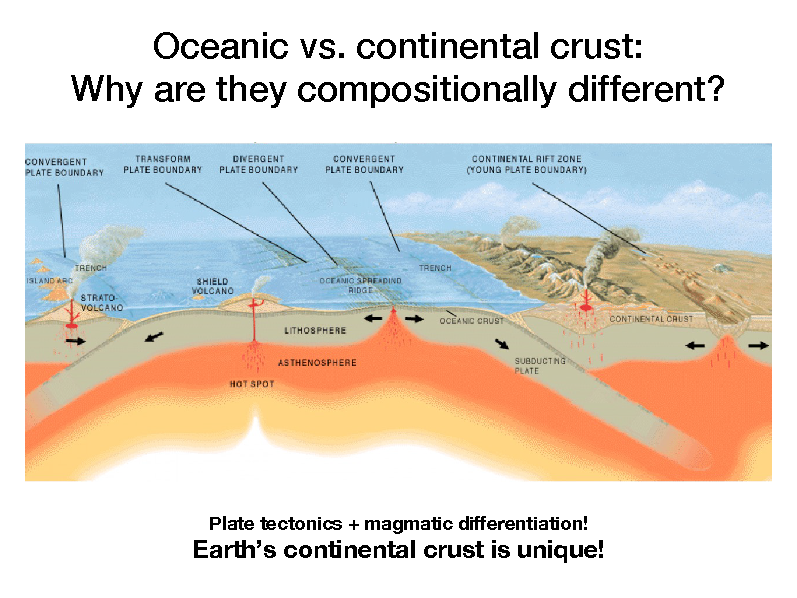 Oceanic vs. continental crust:
Why are they compositionally different?
CONVERGENT
PLATE BOUNDARY
TRANSFORM
PLATE BOUNDARY
DIVERGENT
PLATE BOUNDARY
CONVERGENT
PLATE BOUNDARY
CONTINENTAL RIFT ZONE
(YOUNG PLATE BOUNDARY)
TRENCH
ISLAND ARC
STRATO-
VOLCANO
SHIELD
VOLCANO
OCEANIC SPREADING
RIDGE
TRENCH
LITHOSPHERE
OCEANIC CRUST
CONTINENTAL CRUST
ASTHENOSPHERE
SUBDUCTING
PLATE
HOT SPOT
Plate tectonics + magmatic differentiation!
Earth's continental crust is unique!